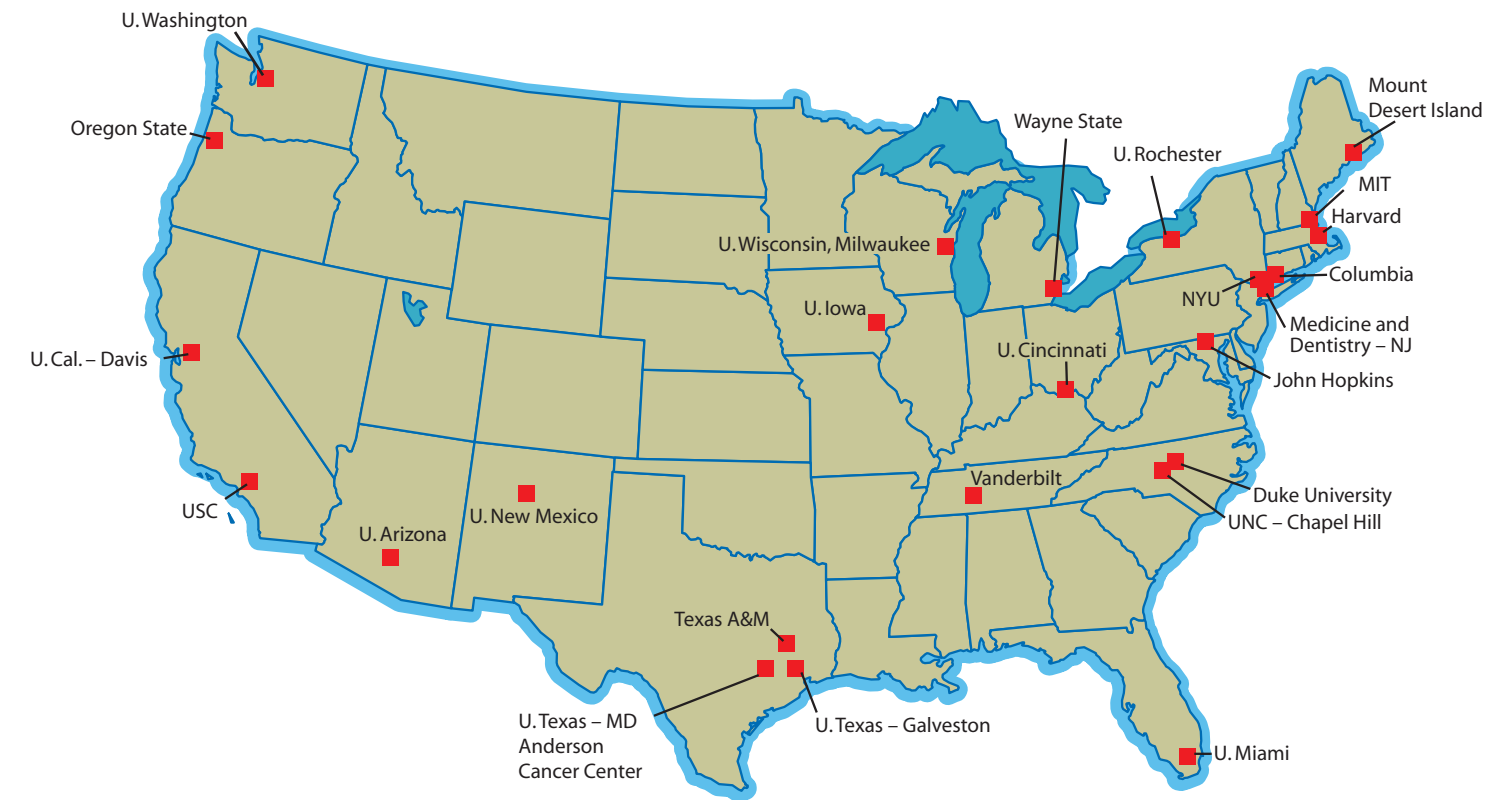 U. Washington
Oregon State
Mount
Desert Island
Wayne State
U. Rochester
MIT
Harvard
U. Wisconsin, Milwaukee
Columbia
NYU
U. Iowa
Medicine and
Dentistry – NJ
U. Cincinnati
U. Cal. – Davis
John Hopkins
Vanderbilt
Duke University
USC
U. New Mexico
UNC – Chapel Hill
U. Arizona
Texas A&M
U. Texas – MD
Anderson
Cancer Center
U. Texas – Galveston
U. Miami